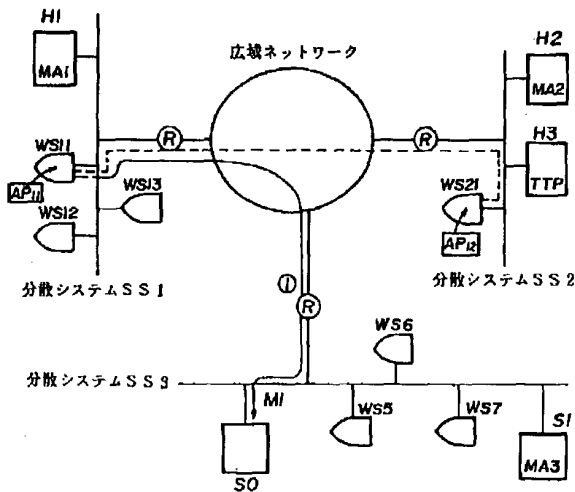 H1
MA1
広域ネットワーク
H2
MA2
H3
TTP
R
R
WS11
AP11
WS13
WS12
WS21
AP12
分散システムSS1
分散システムSS2
①
R
WS6
分散システムSS3
M1
WS5
WS7
S1
MA3
S0